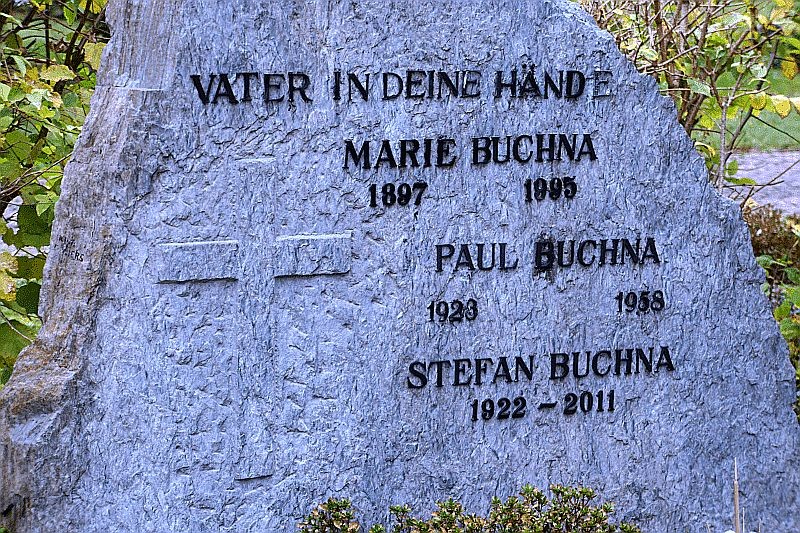 VATER IN DEINE HÄNDE
MARIE BUCHNA
1897 1995
PAUL BUCHNA
1923 1958
STEFAN BUCHNA
1922 – 2011